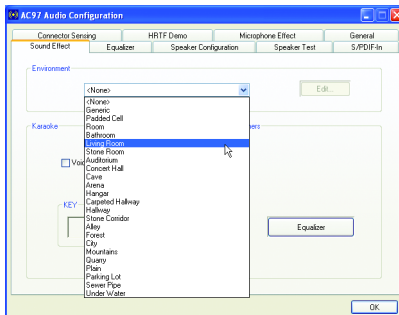 AC97 Audio Configuration
Connector Sensing HRTF Demo Microphone Effect General
Sound Effect Equalizer Speaker Configuration Speaker Test S/PDIF-In
Environment
<None> Edit...
<None>
Generic
Padded Cell
Room
Bathroom
Living Room
Stone Room
Auditorium
Concert Hall
Cave
Arena
Hangar
Carpeted Hallway
Hallway
Stone Corridor
Alley
Forest
City
Mountains
Quarry
Plain
Parking Lot
Sewer Pipe
Under Water
Karaoke
Voic
KEY
Equalizer
OK